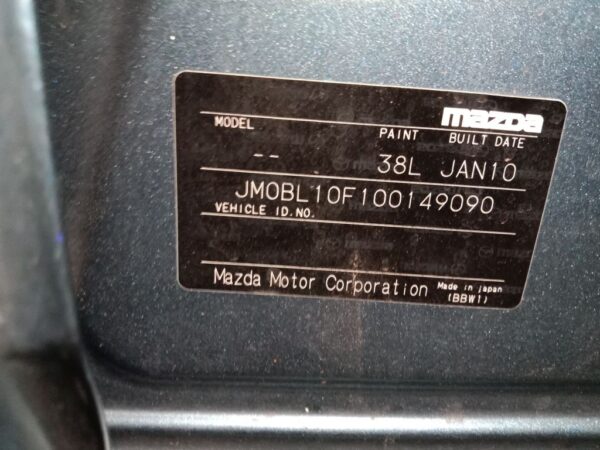 mazda
MODEL PAINT BUILT DATE
-- 38L JAN10
JM0BL10F100149090
VEHICLE ID.NO.
Mazda Motor Corporation Made in japan
(BBW1)